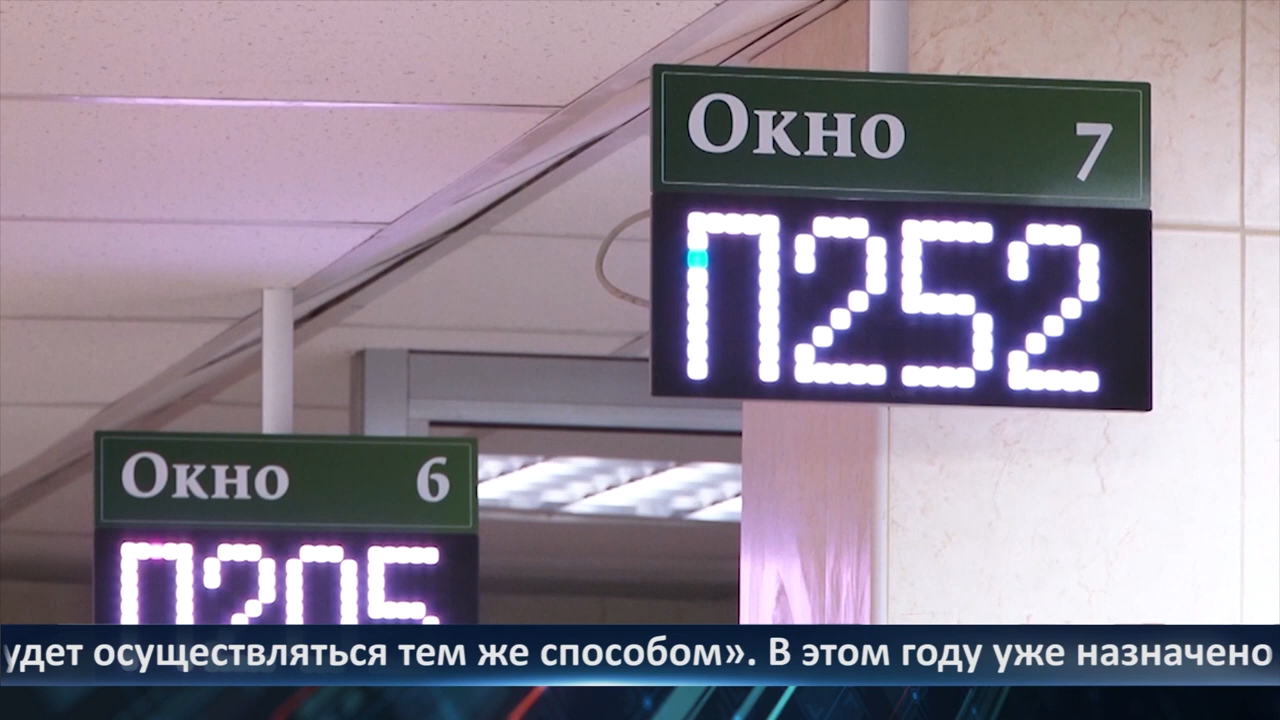 Окно 7
П252
Окно 6
П205
удет осуществляться тем же способом». В этом году уже назначено